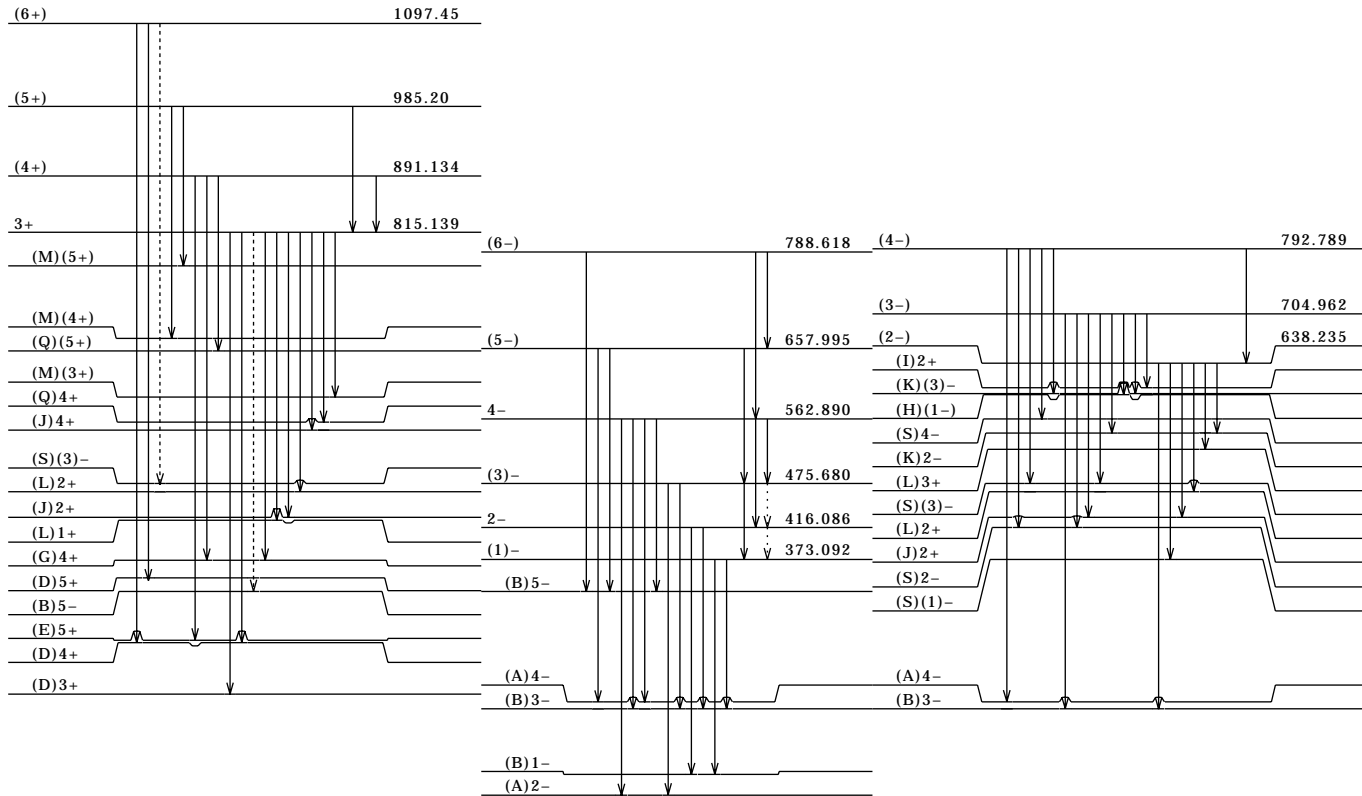 (6+) 1097.45
(5+) 985.20
(4+) 891.134
3+ 815.139
(M)(5+)
(M)(4+)
(Q)(5+)
(M)(3+)
(Q)4+
(J)4+
(S)(3)−
(L)2+
(J)2+
(L)1+
(G)4+
(D)5+
(B)5−
(E)5+
(D)4+
(D)3+
(6−) 788.618
(5−) 657.995
4− 562.890
(3)− 475.680
2− 416.086
(1)− 373.092
(B)5−
(A)4−
(B)3−
(B)1−
(A)2−
(4−) 792.789
(3−) 704.962
(2−) 638.235
(I)2+
(K)(3)−
(H)(1−)
(S)4−
(K)2−
(L)3+
(S)(3)−
(L)2+
(J)2+
(S)2−
(S)(1)−
(A)4−
(B)3−